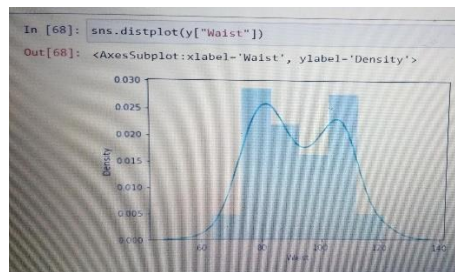 In [68]: sns.distplot(y["Waist"])
Out[68]: <AxesSubplot:xlabel='Waist', ylabel='Density'>
0.030
0.025
0.020
0.015
0.010
0.005
0.000
Density
60 80 100 120 140
Waist